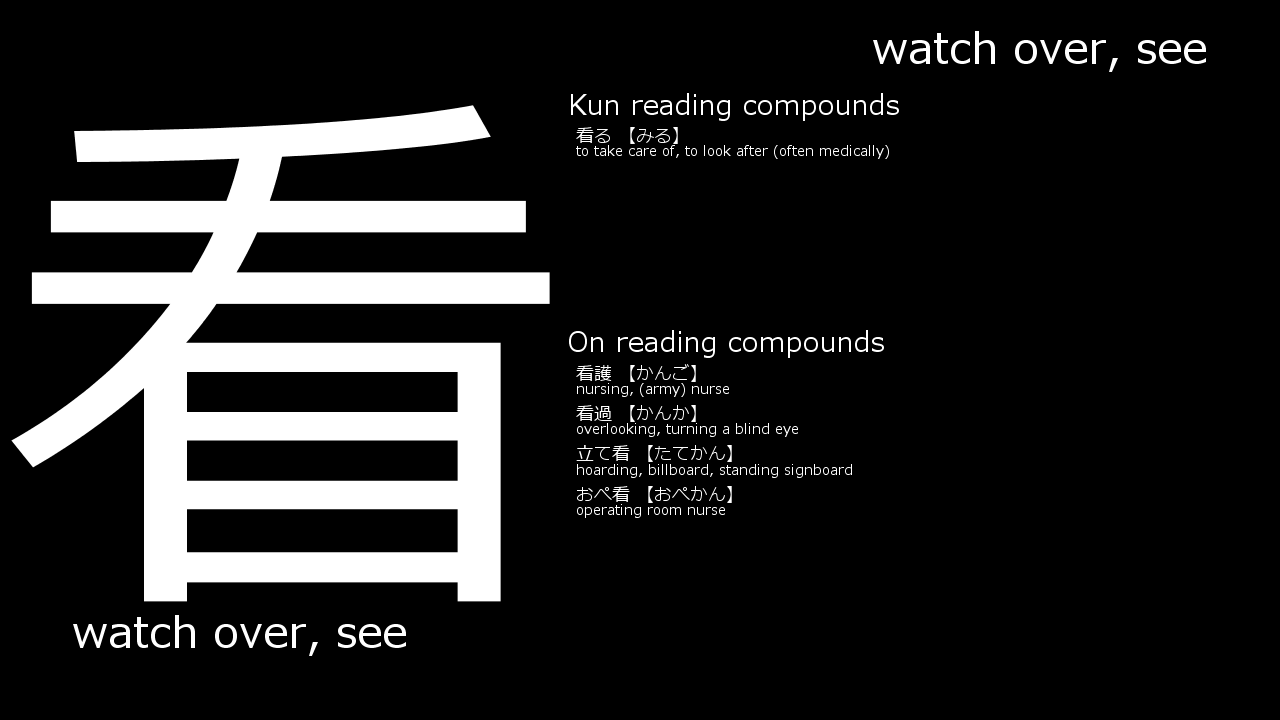 watch over, see
看
Kun reading compounds
看る 【みる】
to take care of, to look after (often medically)
On reading compounds
看護 【かんご】
nursing, (army) nurse
看過 【かんか】
overlooking, turning a blind eye
立て看 【たてかん】
hoarding, billboard, standing signboard
おぺ看 【おぺかん】
operating room nurse
watch over, see